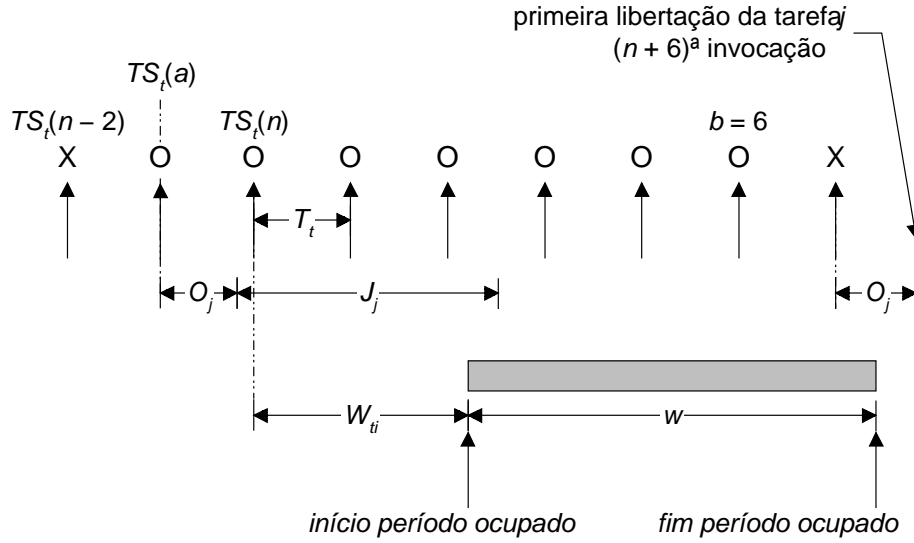 primeira libertação da tarefaj
(n + 6)ª invocação
TSt(a)
TSt(n – 2) TSt(n) b = 6
X O O O O O O O X
Tt
Oj Jj Oj
Wti w
início período ocupado fim período ocupado